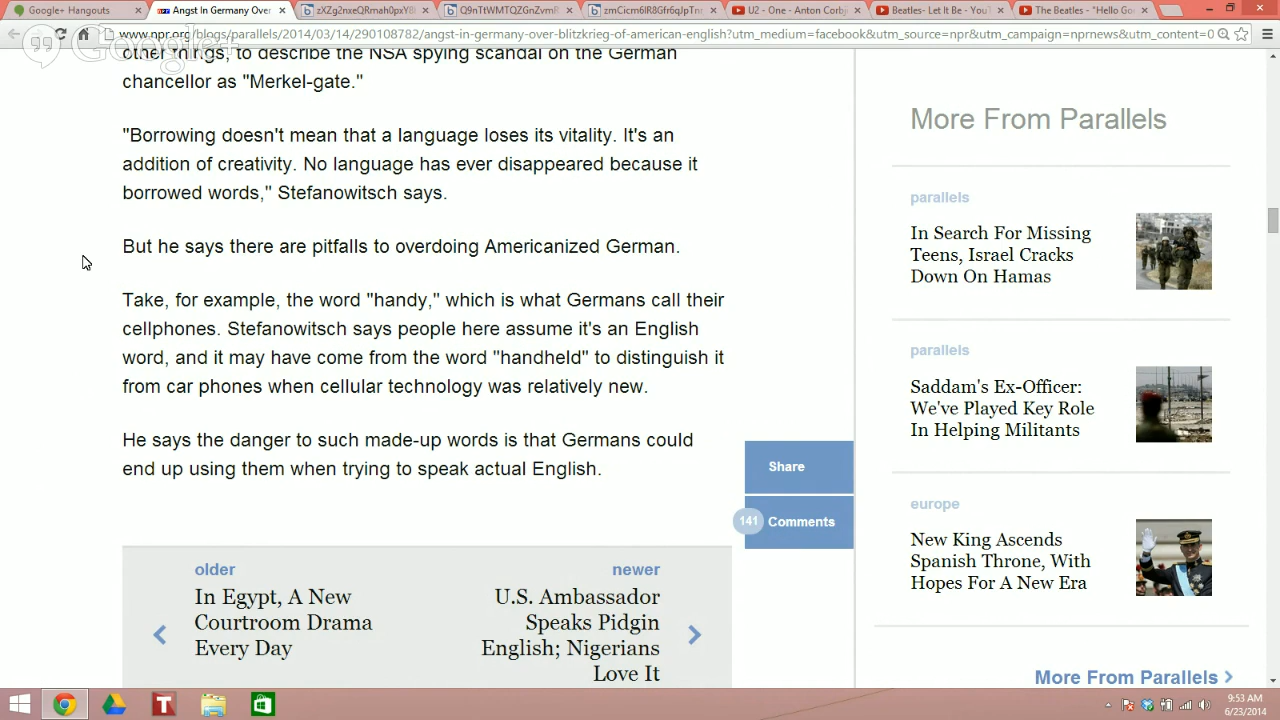 Google+ Hangouts
Angst In Germany Over
zXZg2nxeQRmah0pxYB
Q9nTtWMTQZGnZvmR
zmCicm6lR8Gfr6qJpTn
U2 - One - Anton Corbij
Beatles- Let It Be - YouT
The Beatles - "Hello Go
www.npr.org/blogs/parallels/2014/03/14/290108782/angst-in-germany-over-blitzkrieg-of-american-english?utm_medium=facebook&utm_source=npr&utm_campaign=nprnews&utm_content=0
Google+
other things, to describe the NSA spying scandal on the German
chancellor as "Merkel-gate."
"Borrowing doesn't mean that a language loses its vitality. It's an
addition of creativity. No language has ever disappeared because it
borrowed words," Stefanowitsch says.
But he says there are pitfalls to overdoing Americanized German.
Take, for example, the word "handy," which is what Germans call their
cellphones. Stefanowitsch says people here assume it's an English
word, and it may have come from the word "handheld" to distinguish it
from car phones when cellular technology was relatively new.
He says the danger to such made-up words is that Germans could
end up using them when trying to speak actual English.
Share
141 Comments
older
In Egypt, A New
Courtroom Drama
Every Day
newer
U.S. Ambassador
Speaks Pidgin
English; Nigerians
Love It
More From Parallels
parallels
In Search For Missing
Teens, Israel Cracks
Down On Hamas
parallels
Saddam's Ex-Officer:
We've Played Key Role
In Helping Militants
europe
New King Ascends
Spanish Throne, With
Hopes For A New Era
More From Parallels
9:53 AM
6/23/2014